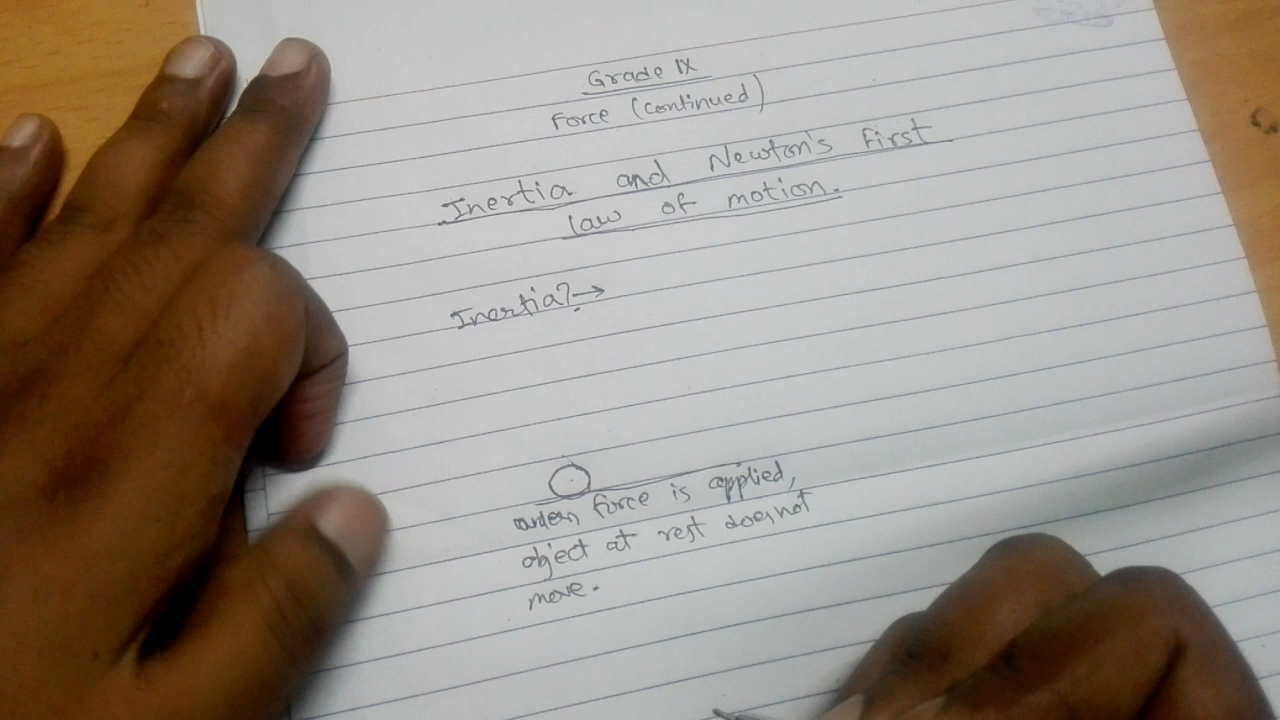 Grade IX
Force (continued)
Inertia and Newton's first
law of motion.
Inertia? →
unless force is applied,
object at rest does not
move.